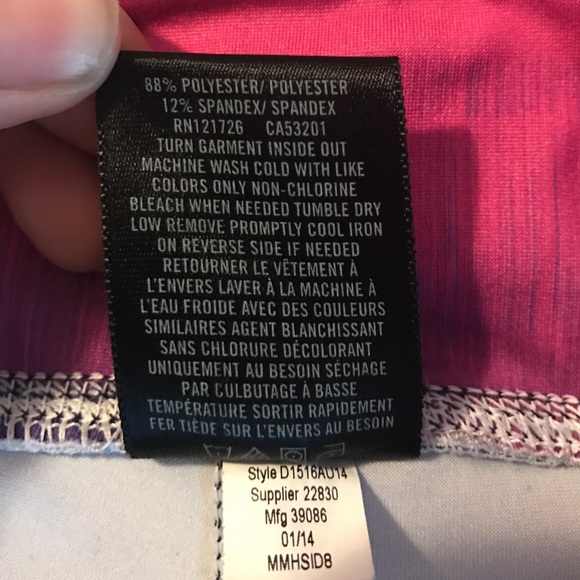 88% POLYESTER/ POLYESTER
12% SPANDEX/ SPANDEX
RN121726 CA53201
TURN GARMENT INSIDE OUT
MACHINE WASH COLD WITH LIKE
COLORS ONLY NON-CHLORINE
BLEACH WHEN NEEDED TUMBLE DRY
LOW REMOVE PROMPTLY COOL IRON
ON REVERSE SIDE IF NEEDED
RETOURNER LE VÊTEMENT À
L'ENVERS LAVER À LA MACHINE À
L'EAU FROIDE AVEC DES COULEURS
SIMILAIRES AGENT BLANCHISSANT
SANS CHLORURE DÉCOLORANT
UNIQUEMENT AU BESOIN SÉCHAGE
PAR CULBUTAGE À BASSE
TEMPÉRATURE SORTIR RAPIDEMENT
FER TIÈDE SUR L'ENVERS AU BESOIN
Style D1516AU14
Supplier 22830
Mfg 39086
01/14
MMHSID8